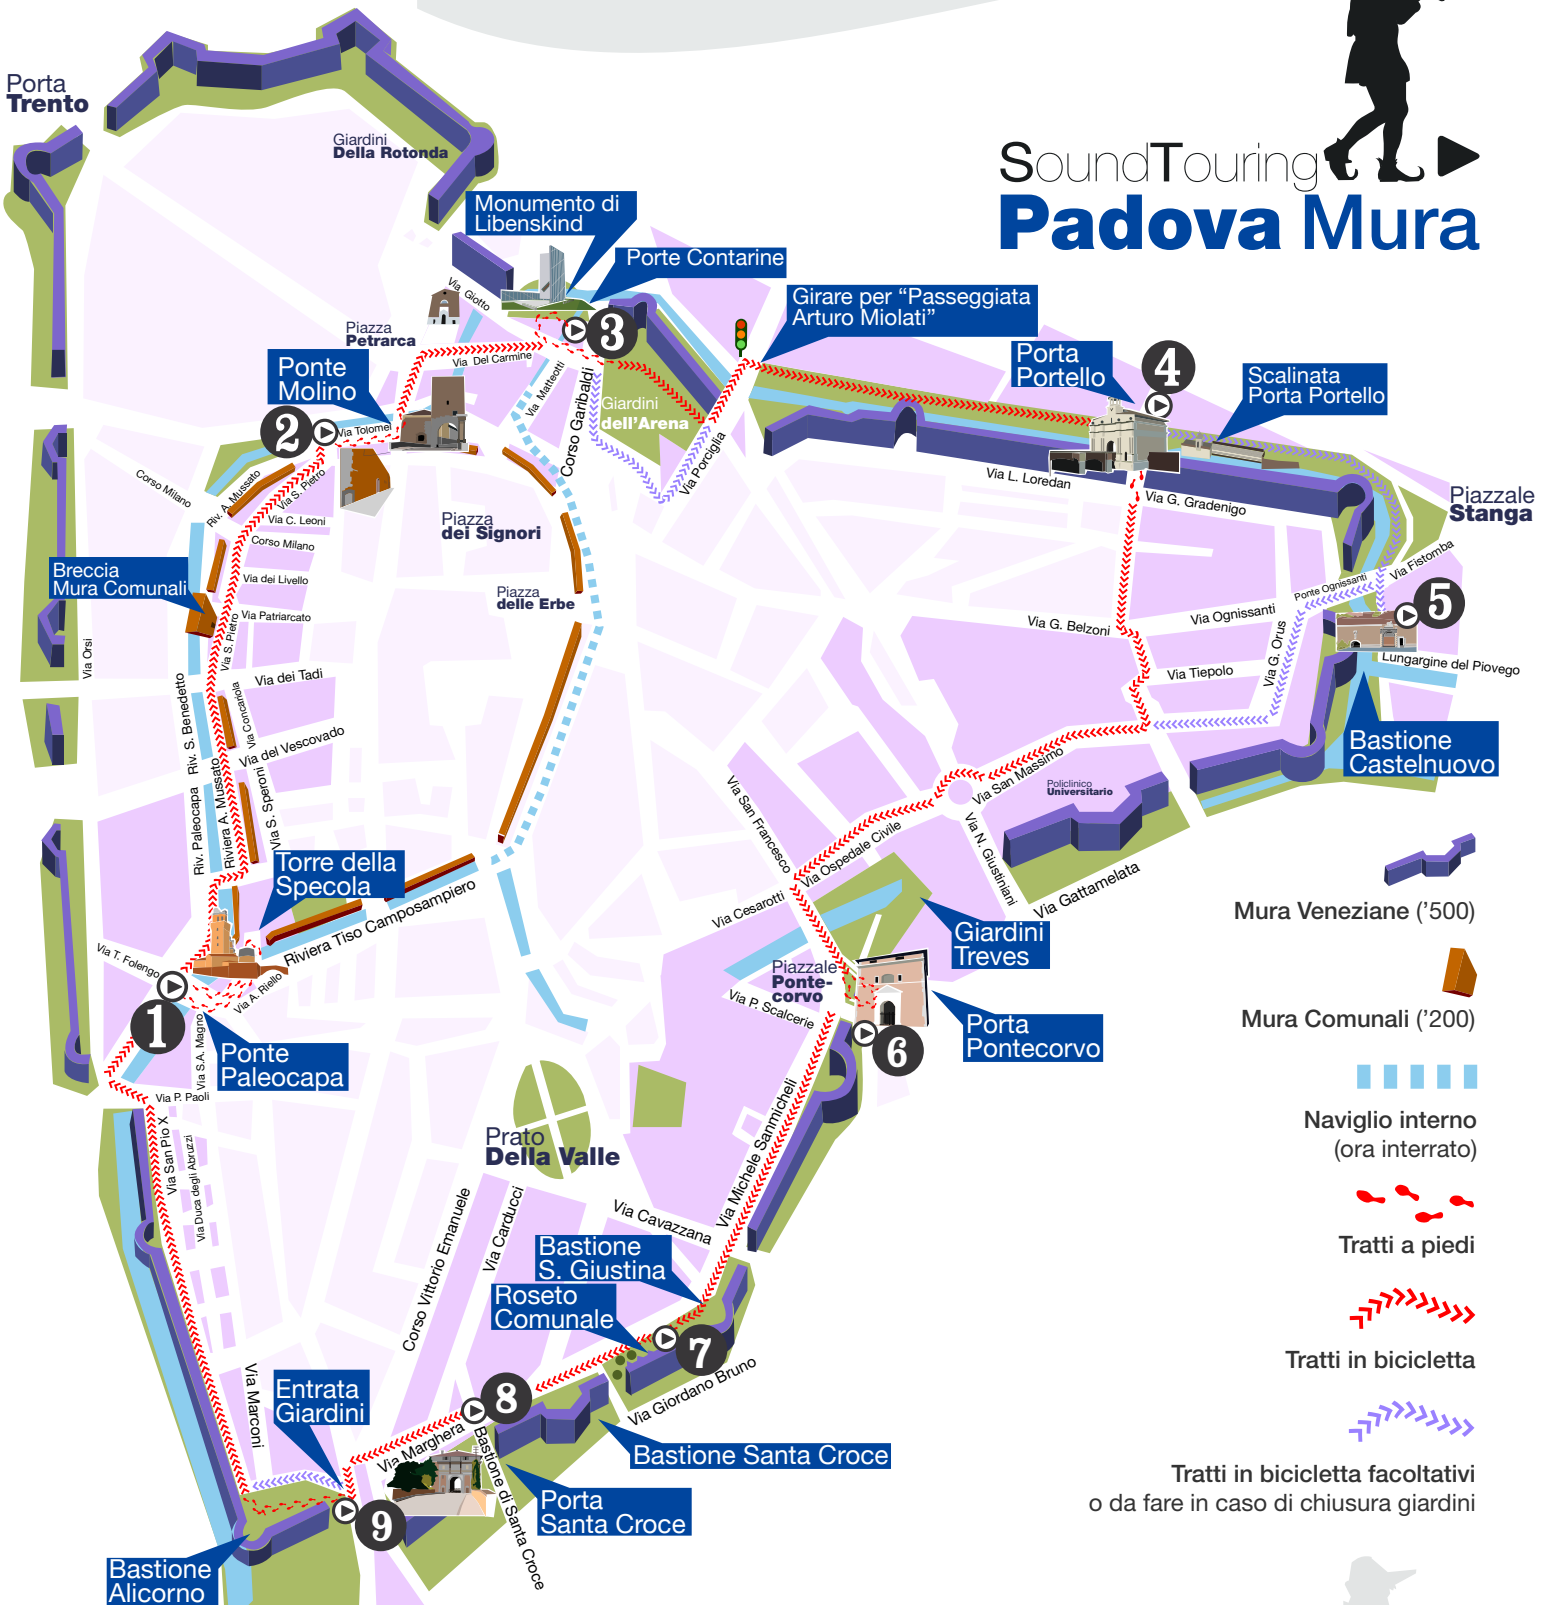 Porta
Trento
Giardini
Della Rotonda
SoundTouring
Padova Mura
Monumento di
Libenskind
Porte Contarine
Via Giotto
Girare per “Passeggiata
Arturo Miolati”
3
Piazza
Petrarca
Via Del Carmine
Via Matteotti
Corso Garibaldi
Giardini
dell'Arena
Via Porciglia
Ponte
Molino
2
Via Tolomei
Porta
Portello
4
Scalinata
Porta Portello
Via L. Loredan
Via G. Gradenigo
Piazzale
Stanga
Corso Milano
Riv. A. Mussato
Via S. Pietro
Via C. Leoni
Corso Milano
Piazza
dei Signori
Breccia
Mura Comunali
Via dei Livello
Piazza
delle Erbe
Via Patriarcato
Via S. Pietro
Via Orsi
Via dei Tadi
Riv. S. Benedetto
Via Concariola
Via del Vescovado
Riv. Paleocapa
Riviera A. Mussato
Via S. Speroni
Ponte Ognissanti
Via Fistomba
5
Via G. Belzoni
Via Ognissanti
Via G. Orus
Via Tiepolo
Lungargine del Piovego
Bastione
Castelnuovo
Via San Massimo
Policlinico
Universitario
Via San Francesco
Via Ospedale Civile
Via N. Giustiniani
Via Gattamelata
Via Cesarotti
Torre della
Specola
Riviera Tiso Camposampiero
Via T. Folengo
Via A. Riello
1
Via S.A. Magno
Ponte
Paleocapa
Via P. Paoli
Giardini
Treves
Piazzale
Ponte-
corvo
Via P. Scalcerie
Porta
Pontecorvo
6
Mura Veneziane ('500)
Mura Comunali ('200)
Naviglio interno
(ora interrato)
Tratti a piedi
Tratti in bicicletta
Tratti in bicicletta facoltativi
o da fare in caso di chiusura giardini
Via San Pio X
Via Duca degli Abruzzi
Prato
Della Valle
Via Michele Sanmicheli
Corso Vittorio Emanuele
Via Carducci
Via Cavazzana
Bastione
S. Giustina
Roseto
Comunale
7
Via Giordano Bruno
Via Marconi
Entrata
Giardini
8
Via Marghera
Bastione di Santa Croce
Bastione Santa Croce
Porta
Santa Croce
9
Bastione
Alicorno